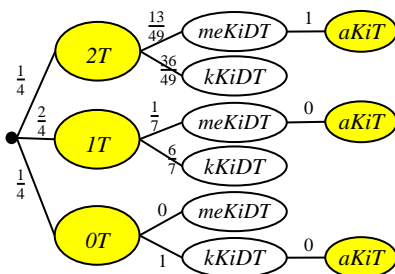 13/49 meKiDT 1 aKiT
2T
36/49 kKiDT
1/4
1/7 meKiDT 0 aKiT
2/4 1T
6/7 kKiDT
1/4
0 meKiDT
0T
1 kKiDT 0 aKiT